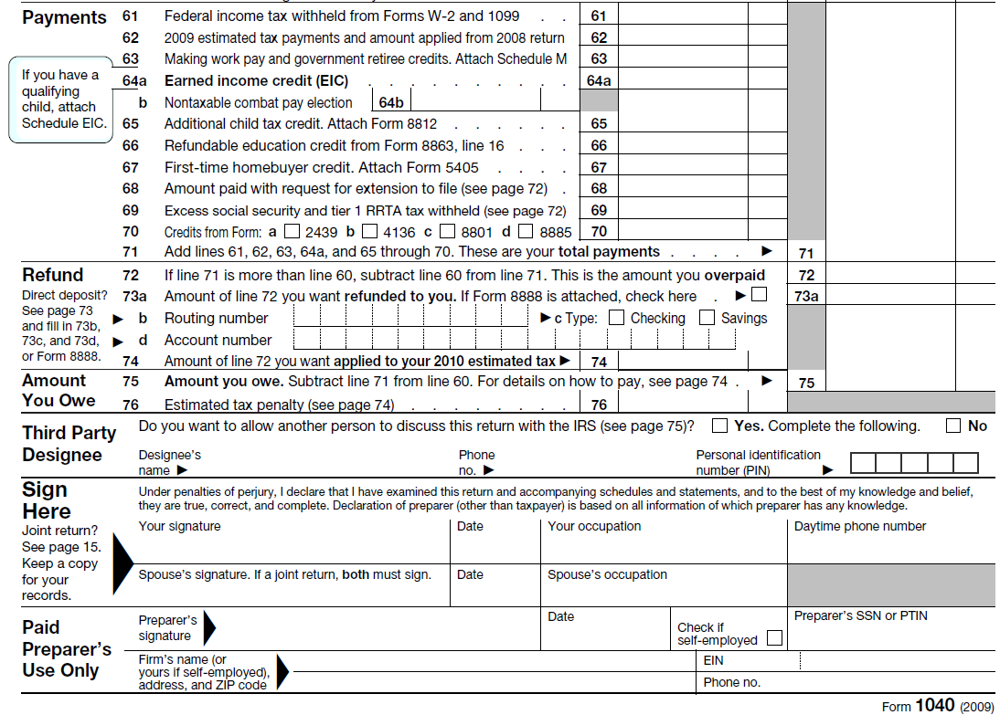 Payments 61 Federal income tax withheld from Forms W-2 and 1099 . . 61
62 2009 estimated tax payments and amount applied from 2008 return 62
63 Making work pay and government retiree credits. Attach Schedule M 63
If you have a
qualifying
child, attach
Schedule EIC.
64a Earned income credit (EIC) . . . . . . . . . . 64a
b Nontaxable combat pay election 64b
65 Additional child tax credit. Attach Form 8812 . . . . . . 65
66 Refundable education credit from Form 8863, line 16 . . . 66
67 First-time homebuyer credit. Attach Form 5405 . . . . 67
68 Amount paid with request for extension to file (see page 72) . 68
69 Excess social security and tier 1 RRTA tax withheld (see page 72) 69
70 Credits from Form: a ☐ 2439 b ☐ 4136 c ☐ 8801 d ☐ 8885 70
71 Add lines 61, 62, 63, 64a, and 65 through 70. These are your total payments . . . . ▶ 71
Refund 72 If line 71 is more than line 60, subtract line 60 from line 71. This is the amount you overpaid 72
Direct deposit?
See page 73
and fill in 73b,
73c, and 73d,
or Form 8888.
73a Amount of line 72 you want refunded to you. If Form 8888 is attached, check here . ▶ ☐ 73a
▶ b Routing number ▶ c Type: ☐ Checking ☐ Savings
▶ d Account number
74 Amount of line 72 you want applied to your 2010 estimated tax ▶ 74
Amount
You Owe
75 Amount you owe. Subtract line 71 from line 60. For details on how to pay, see page 74 . ▶ 75
76 Estimated tax penalty (see page 74) . . . . . . . 76
Third Party
Designee
Do you want to allow another person to discuss this return with the IRS (see page 75)? ☐ Yes. Complete the following. ☐ No
Designee's
name ▶
Phone
no. ▶
Personal identification
number (PIN) ▶
Sign
Here
Joint return?
See page 15.
Keep a copy
for your
records.
Under penalties of perjury, I declare that I have examined this return and accompanying schedules and statements, and to the best of my knowledge and belief,
they are true, correct, and complete. Declaration of preparer (other than taxpayer) is based on all information of which preparer has any knowledge.
Your signature Date Your occupation Daytime phone number
Spouse's signature. If a joint return, both must sign. Date Spouse's occupation
Paid
Preparer's
Use Only
Preparer's
signature
Date
Check if
self-employed ☐
Preparer's SSN or PTIN
Firm's name (or
yours if self-employed),
address, and ZIP code
EIN
Phone no.
Form 1040 (2009)